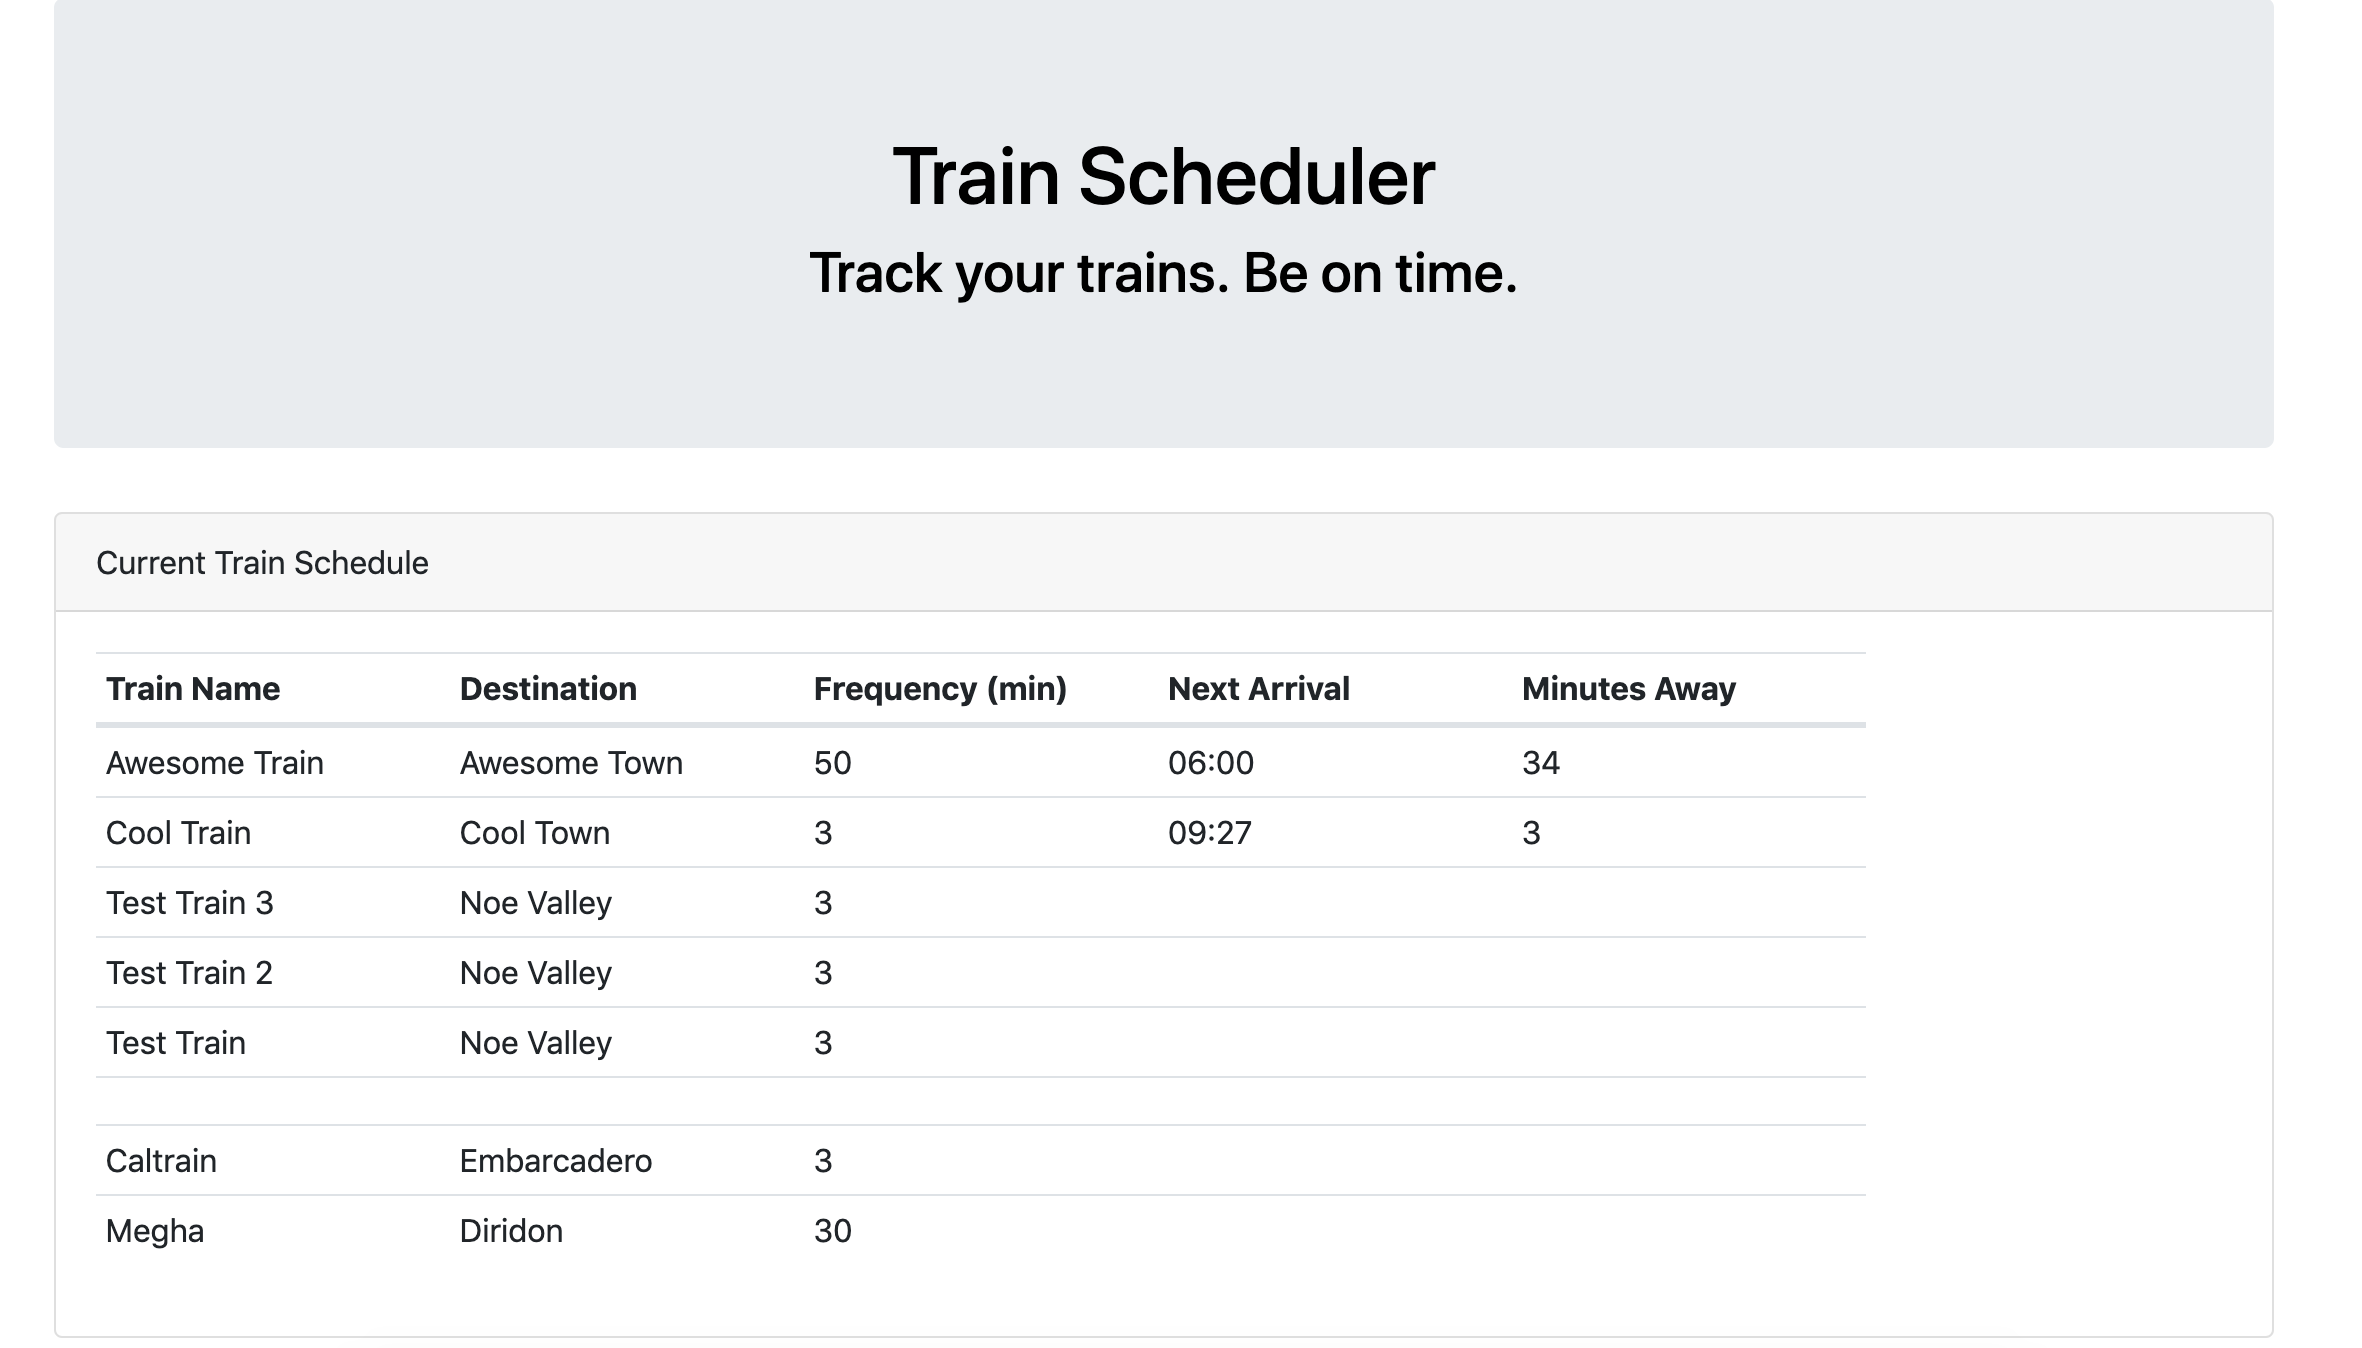 Train Scheduler
Track your trains. Be on time.
Current Train Schedule
Train Name Destination Frequency (min) Next Arrival Minutes Away
Awesome Train Awesome Town 50 06:00 34
Cool Train Cool Town 3 09:27 3
Test Train 3 Noe Valley 3
Test Train 2 Noe Valley 3
Test Train Noe Valley 3
Caltrain Embarcadero 3
Megha Diridon 30